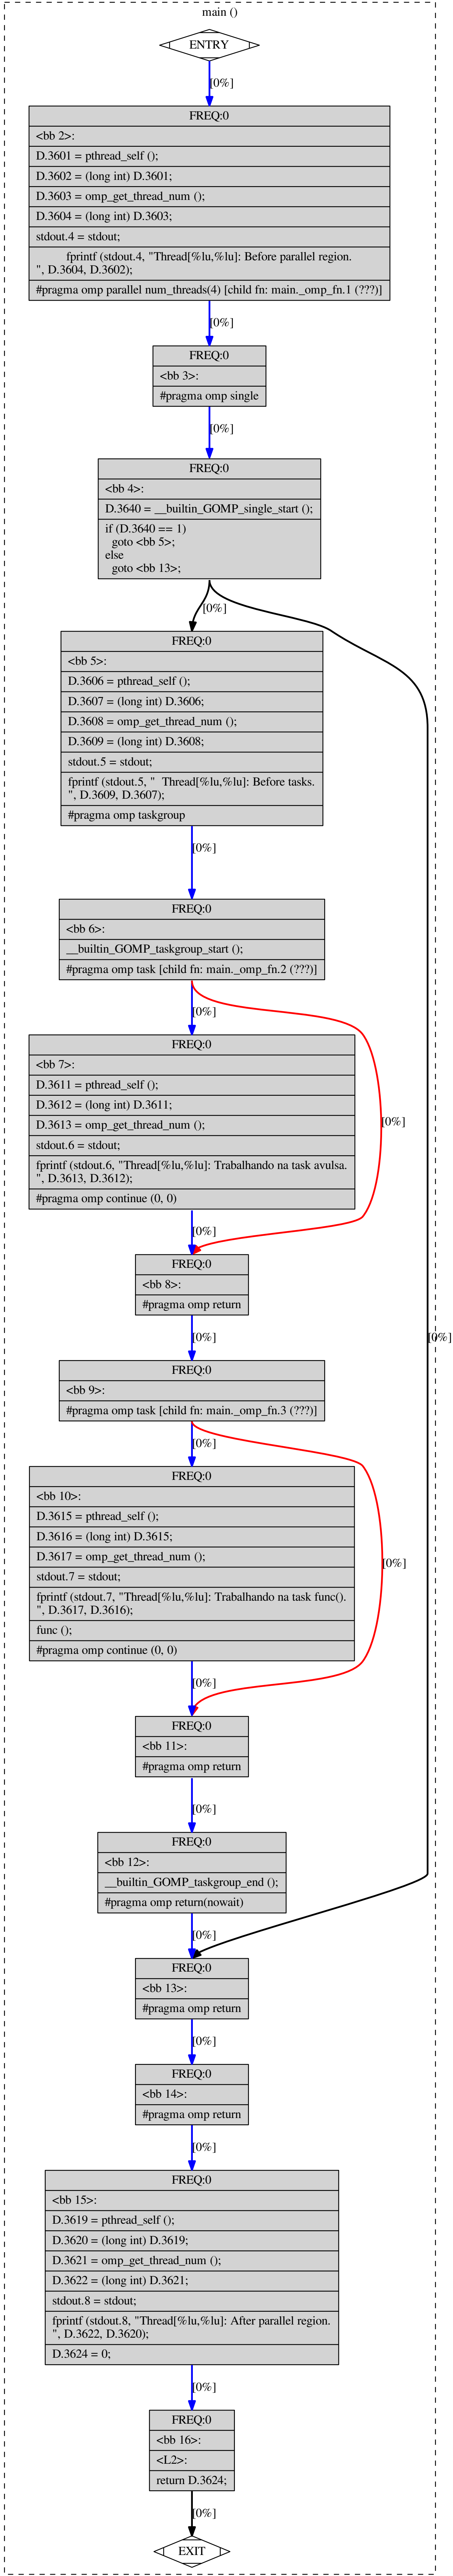 main ()
ENTRY
[0%]
FREQ:0
<bb 2>:
D.3601 = pthread_self ();
D.3602 = (long int) D.3601;
D.3603 = omp_get_thread_num ();
D.3604 = (long int) D.3603;
stdout.4 = stdout;
fprintf (stdout.4, "Thread[%lu,%lu]: Before parallel region.
", D.3604, D.3602);
#pragma omp parallel num_threads(4) [child fn: main._omp_fn.1 (???)]
[0%]
FREQ:0
<bb 3>:
#pragma omp single
[0%]
FREQ:0
<bb 4>:
D.3640 = __builtin_GOMP_single_start ();
if (D.3640 == 1)
goto <bb 5>;
else
goto <bb 13>;
[0%]
FREQ:0
<bb 5>:
D.3606 = pthread_self ();
D.3607 = (long int) D.3606;
D.3608 = omp_get_thread_num ();
D.3609 = (long int) D.3608;
stdout.5 = stdout;
fprintf (stdout.5, "  Thread[%lu,%lu]: Before tasks.
", D.3609, D.3607);
#pragma omp taskgroup
[0%]
FREQ:0
<bb 6>:
__builtin_GOMP_taskgroup_start ();
#pragma omp task [child fn: main._omp_fn.2 (???)]
[0%]
FREQ:0
<bb 7>:
D.3611 = pthread_self ();
D.3612 = (long int) D.3611;
D.3613 = omp_get_thread_num ();
stdout.6 = stdout;
fprintf (stdout.6, "Thread[%lu,%lu]: Trabalhando na task avulsa.
", D.3613, D.3612);
#pragma omp continue (0, 0)
[0%]
[0%]
FREQ:0
<bb 8>:
#pragma omp return
[0%]
[0%]
FREQ:0
<bb 9>:
#pragma omp task [child fn: main._omp_fn.3 (???)]
[0%]
FREQ:0
<bb 10>:
D.3615 = pthread_self ();
D.3616 = (long int) D.3615;
D.3617 = omp_get_thread_num ();
stdout.7 = stdout;
fprintf (stdout.7, "Thread[%lu,%lu]: Trabalhando na task func().
", D.3617, D.3616);
func ();
#pragma omp continue (0, 0)
[0%]
[0%]
FREQ:0
<bb 11>:
#pragma omp return
[0%]
FREQ:0
<bb 12>:
__builtin_GOMP_taskgroup_end ();
#pragma omp return(nowait)
[0%]
FREQ:0
<bb 13>:
#pragma omp return
[0%]
FREQ:0
<bb 14>:
#pragma omp return
[0%]
FREQ:0
<bb 15>:
D.3619 = pthread_self ();
D.3620 = (long int) D.3619;
D.3621 = omp_get_thread_num ();
D.3622 = (long int) D.3621;
stdout.8 = stdout;
fprintf (stdout.8, "Thread[%lu,%lu]: After parallel region.
", D.3622, D.3620);
D.3624 = 0;
[0%]
FREQ:0
<bb 16>:
<L2>:
return D.3624;
[0%]
EXIT